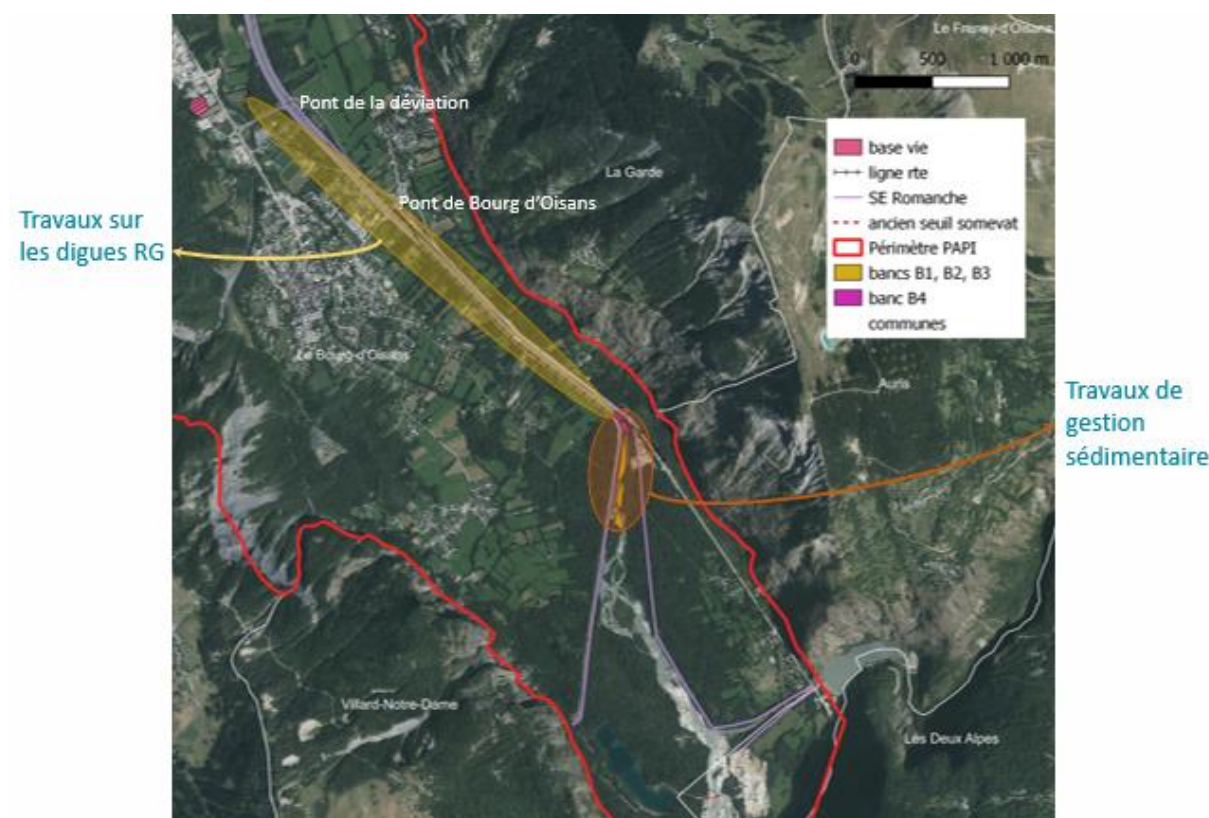 Le Freney-d'Oisans
0 500 1 000 m
Pont de la déviation
base vie
ligne rte
La Garde
SE Romanche
Pont de Bourg d'Oisans
ancien seuil somevat
Travaux sur
les digues RG
Périmètre PAPI
bancs B1, B2, B3
banc B4
communes
Le Bourg-d'Oisans
Auris
Travaux de
gestion
sédimentaire
Villard-Notre-Dame
Les Deux Alpes